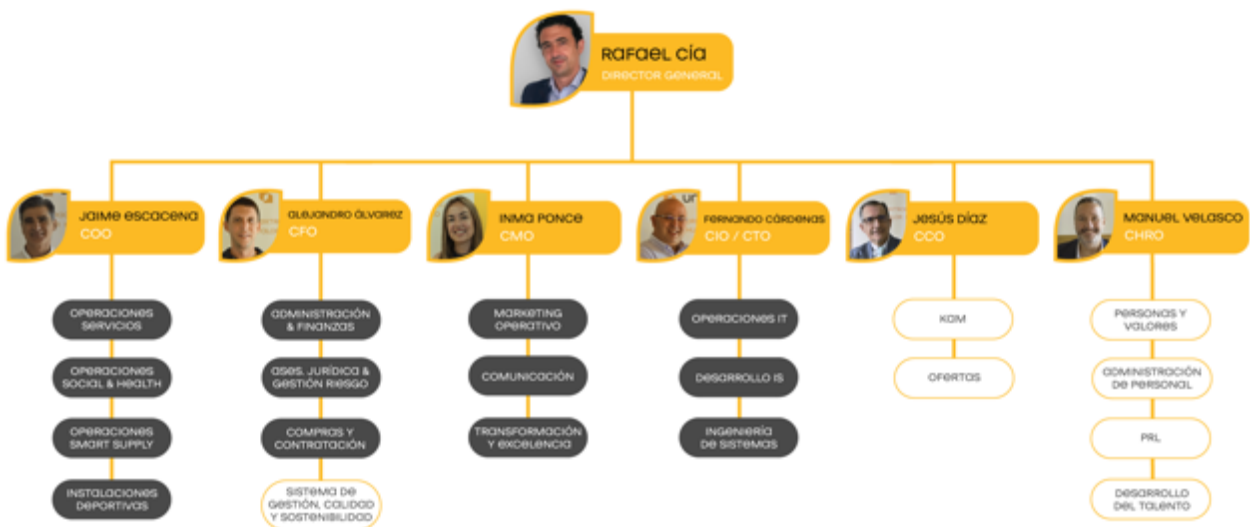 RAFAEL CÍA
DIRECTOR GENERAL
JAIME ESCACENA
COO
ALEJANDRO ÁLVAREZ
CFO
INMA PONCE
CMO
FERNANDO CÁRDENAS
CIO / CTO
JESÚS DÍAZ
CCO
MANUEL VELASCO
CHRO
OPERACIONES
SERVICIOS
OPERACIONES
SOCIAL & HEALTH
OPERACIONES
SMART SUPPLY
INSTALACIONES
DEPORTIVAS
ADMINISTRACIÓN
& FINANZAS
ASES. JURÍDICA &
GESTIÓN RIESGO
COMPRAS Y
CONTRATACIÓN
SISTEMA DE
GESTIÓN, CALIDAD
Y SOSTENIBILIDAD
MARKETING
OPERATIVO
COMUNICACIÓN
TRANSFORMACIÓN
Y EXCELENCIA
OPERACIONES IT
DESARROLLO IS
INGENIERÍA
DE SISTEMAS
KAM
OFERTAS
PERSONAS Y
VALORES
ADMINISTRACIÓN
DE PERSONAL
PRL
DESARROLLO
DEL TALENTO